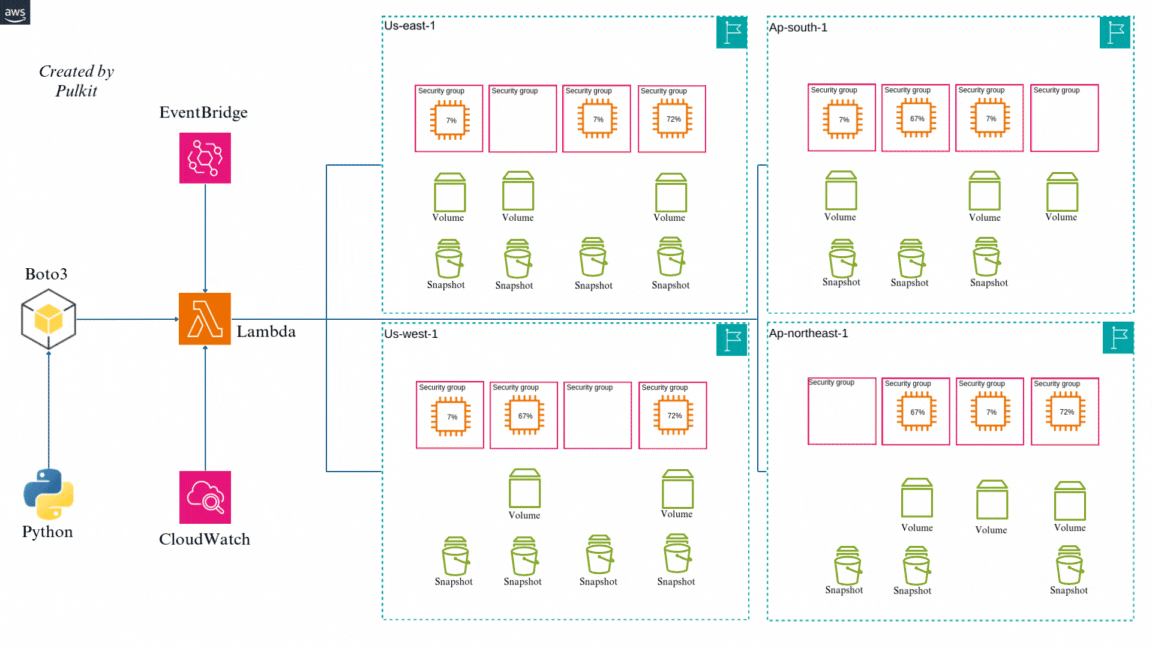 aws
Created by
Pulkit
EventBridge
Boto3
Lambda
Python
CloudWatch
Us-east-1
Security group
Security group
Security group
Security group
7%
7%
72%
Volume
Volume
Volume
Snapshot
Snapshot
Snapshot
Snapshot
Ap-south-1
Security group
Security group
Security group
Security group
7%
67%
7%
Volume
Volume
Volume
Snapshot
Snapshot
Snapshot
Us-west-1
Security group
Security group
Security group
Security group
7%
67%
72%
Volume
Volume
Snapshot
Snapshot
Snapshot
Snapshot
Ap-northeast-1
Security group
Security group
Security group
Security group
67%
7%
72%
Volume
Volume
Volume
Snapshot
Snapshot
Snapshot